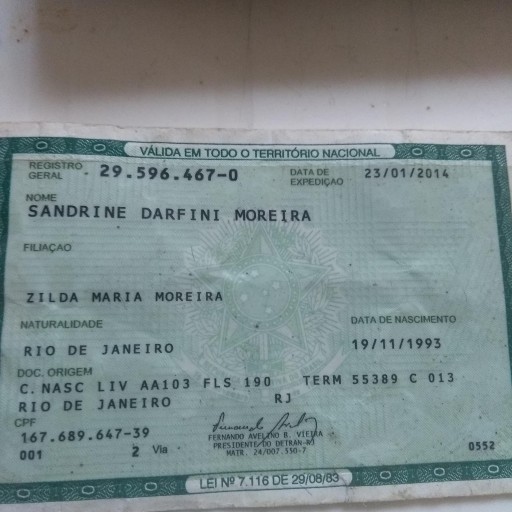 VÁLIDA EM TODO O TERRITÓRIO NACIONAL
REGISTRO GERAL 29.596.467-0 DATA DE EXPEDIÇÃO 23/01/2014
NOME
SANDRINE DARFINI MOREIRA
FILIAÇÃO
ZILDA MARIA MOREIRA
NATURALIDADE DATA DE NASCIMENTO
RIO DE JANEIRO 19/11/1993
DOC. ORIGEM
C. NASC LIV AA103 FLS 190 TERM 55389 C 013
RIO DE JANEIRO RJ
CPF
167.689.647-39
FERNANDO AVELINO B. VIEIRA
PRESIDENTE DO DETRAN-RJ
MATR. 24/007.550-7
001 2 Via 0552
LEI Nº 7.116 DE 29/08/83